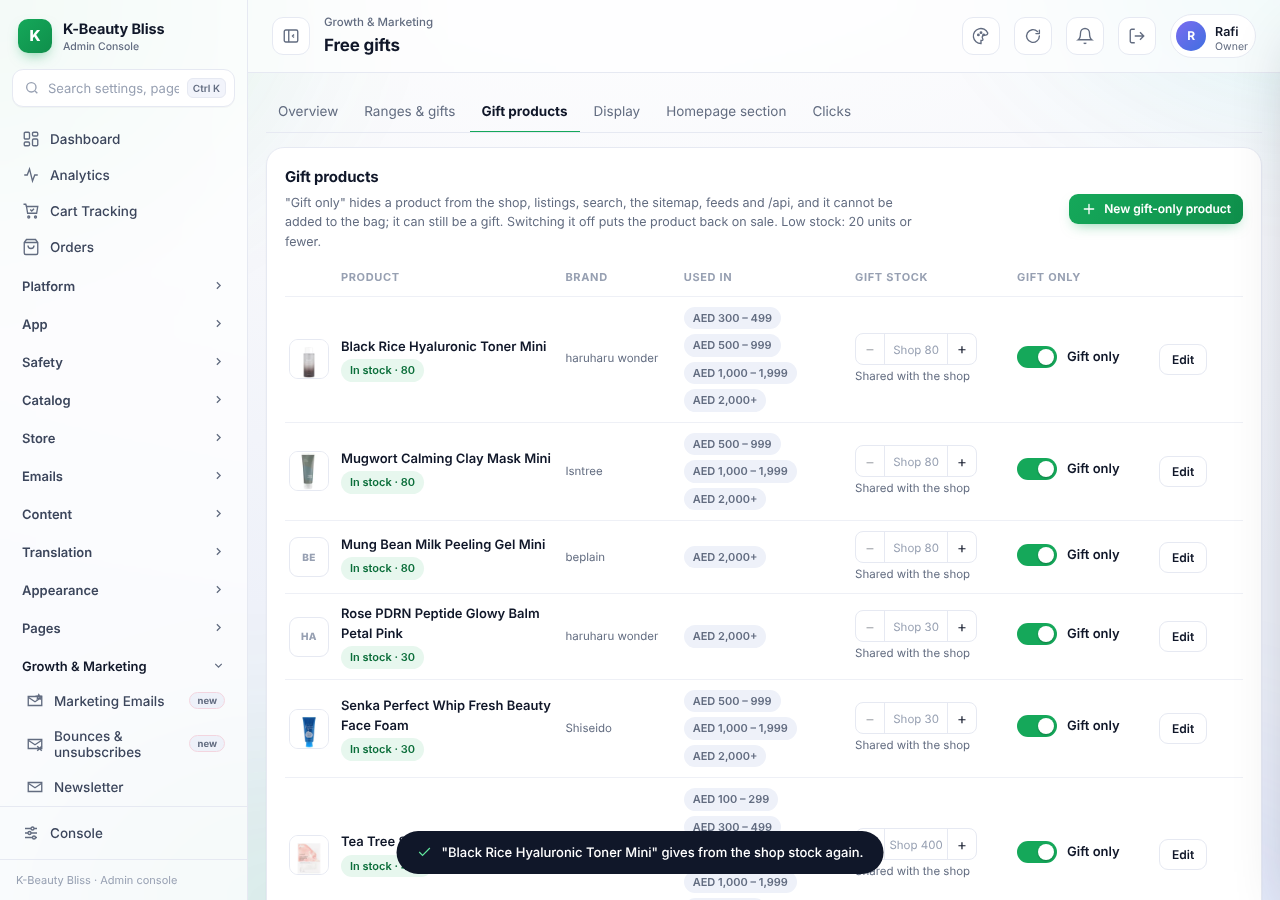 K
K-Beauty Bliss
Admin Console
Search settings, page
Ctrl K
Dashboard
Analytics
Cart Tracking
Orders
Platform
App
Safety
Catalog
Store
Emails
Content
Translation
Appearance
Pages
Growth & Marketing
Marketing Emails
new
Bounces &
unsubscribes
new
Newsletter
Console
K-Beauty Bliss · Admin console
Growth & Marketing
Free gifts
R
Rafi
Owner
Overview
Ranges & gifts
Gift products
Display
Homepage section
Clicks
Gift products
"Gift only" hides a product from the shop, listings, search, the sitemap, feeds and /api, and it cannot be
added to the bag; it can still be a gift. Switching it off puts the product back on sale. Low stock: 20 units or
fewer.
+ New gift-only product
PRODUCT
BRAND
USED IN
GIFT STOCK
GIFT ONLY
Black Rice Hyaluronic Toner Mini
In stock · 80
haruharu wonder
AED 300 – 499
AED 500 – 999
AED 1,000 – 1,999
AED 2,000+
− Shop 80 +
Shared with the shop
Gift only
Edit
Mugwort Calming Clay Mask Mini
In stock · 80
Isntree
AED 500 – 999
AED 1,000 – 1,999
AED 2,000+
− Shop 80 +
Shared with the shop
Gift only
Edit
BE
Mung Bean Milk Peeling Gel Mini
In stock · 80
beplain
AED 2,000+
− Shop 80 +
Shared with the shop
Gift only
Edit
HA
Rose PDRN Peptide Glowy Balm
Petal Pink
In stock · 30
haruharu wonder
AED 2,000+
− Shop 30 +
Shared with the shop
Gift only
Edit
Senka Perfect Whip Fresh Beauty
Face Foam
In stock · 30
Shiseido
AED 500 – 999
AED 1,000 – 1,999
AED 2,000+
− Shop 30 +
Shared with the shop
Gift only
Edit
Tea Tree
In stock ·
AED 100 – 299
AED 300 – 499
AED 1,000 – 1,999
Shop 400 +
Shared with the shop
Gift only
Edit
"Black Rice Hyaluronic Toner Mini" gives from the shop stock again.